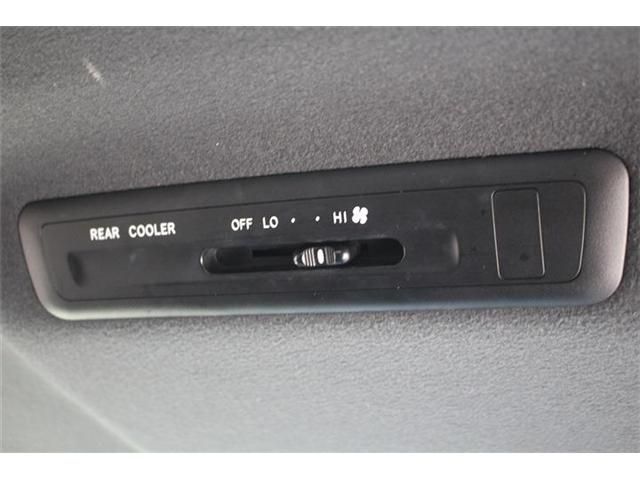 REAR COOLER OFF LO · · HI